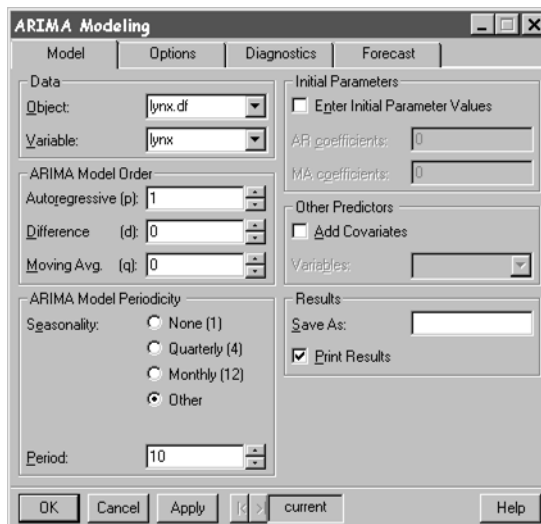 ARIMA Modeling
Model Options Diagnostics Forecast
Data
Object: lynx.df
Variable: lynx
ARIMA Model Order
Autoregressive (p): 1
Difference (d): 0
Moving Avg. (q): 0
ARIMA Model Periodicity
Seasonality: None (1)
Quarterly (4)
Monthly (12)
Other
Period: 10
Initial Parameters
Enter Initial Parameter Values
AR coefficients: 0
MA coefficients: 0
Other Predictors
Add Covariates
Variables:
Results
Save As:
Print Results
OK Cancel Apply current Help